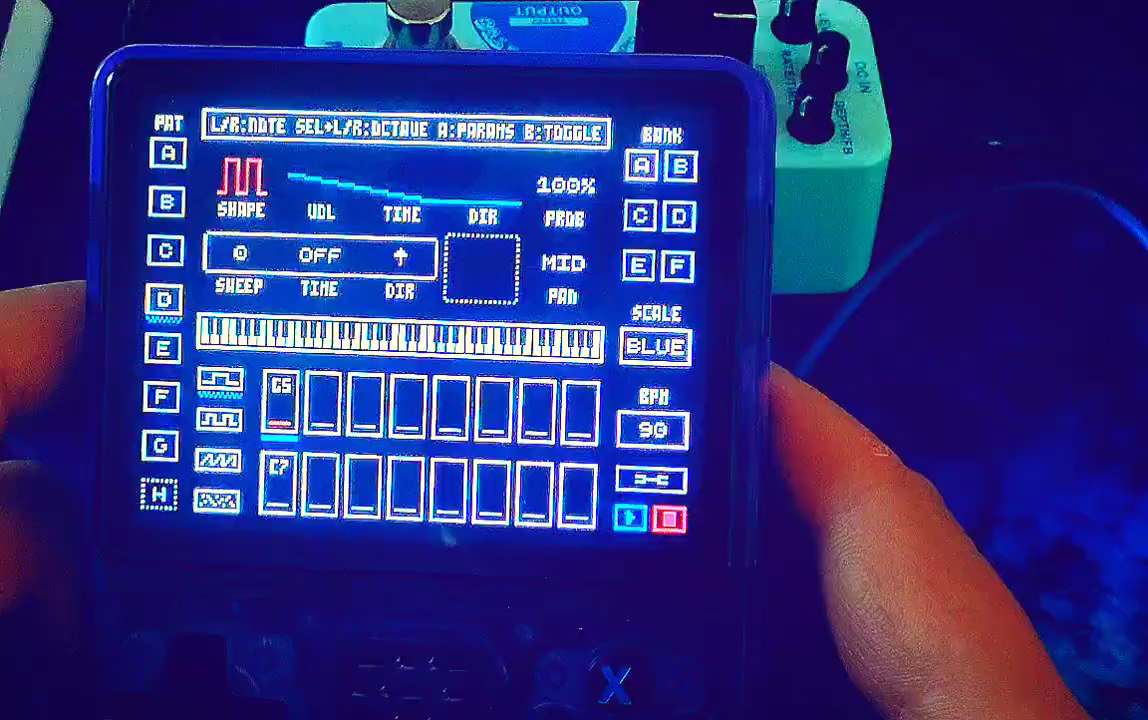 OUTPUT
DC IN
PAT
L/R:NOTE SEL+L/R:OCTAVE A:PARAMS B:TOGGLE
BANK
A
A B
B
100%
SHAPE VOL TIME DIR PROB
C D
C
0 OFF
MID
E F
SWEEP TIME DIR PAN
D
SCALE
E
BLUE
C5
BPM
F
90
G
C7
H
X